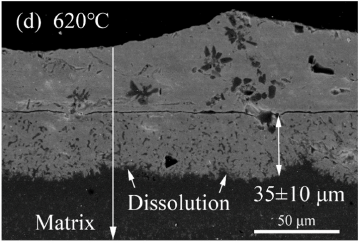 (d) 620℃
Dissolution
35±10 μm
Matrix
50 μm